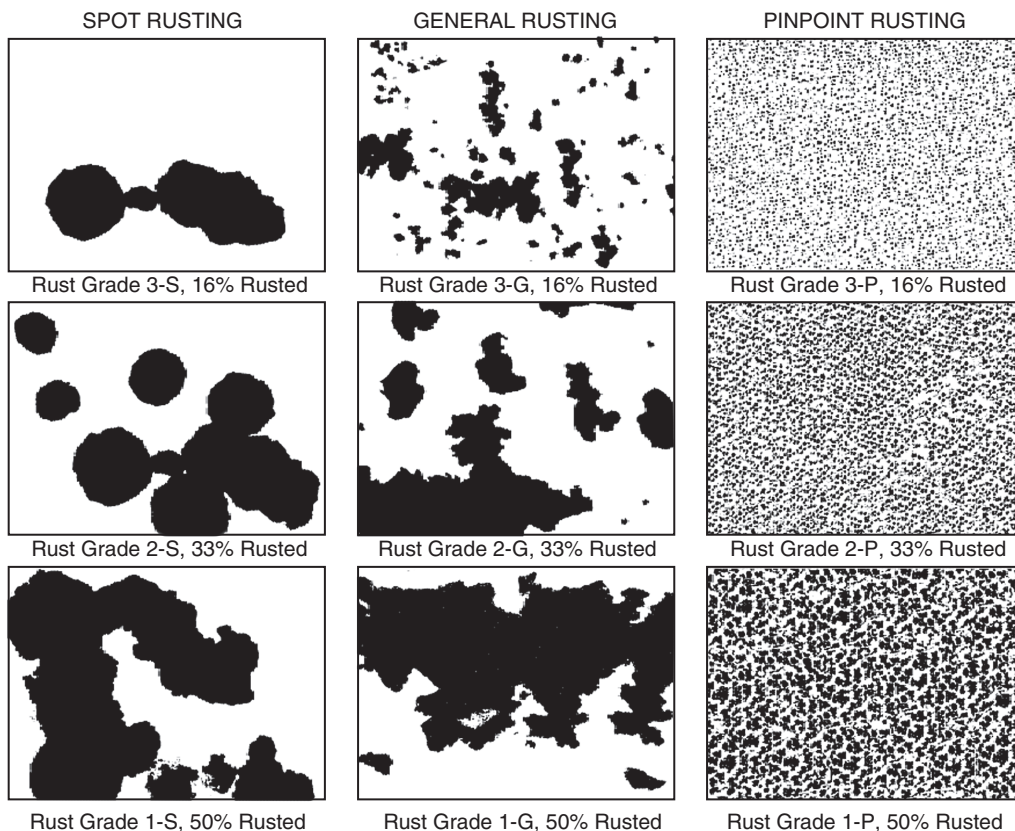 SPOT RUSTING GENERAL RUSTING PINPOINT RUSTING
Rust Grade 3-S, 16% Rusted Rust Grade 3-G, 16% Rusted Rust Grade 3-P, 16% Rusted
Rust Grade 2-S, 33% Rusted Rust Grade 2-G, 33% Rusted Rust Grade 2-P, 33% Rusted
Rust Grade 1-S, 50% Rusted Rust Grade 1-G, 50% Rusted Rust Grade 1-P, 50% Rusted